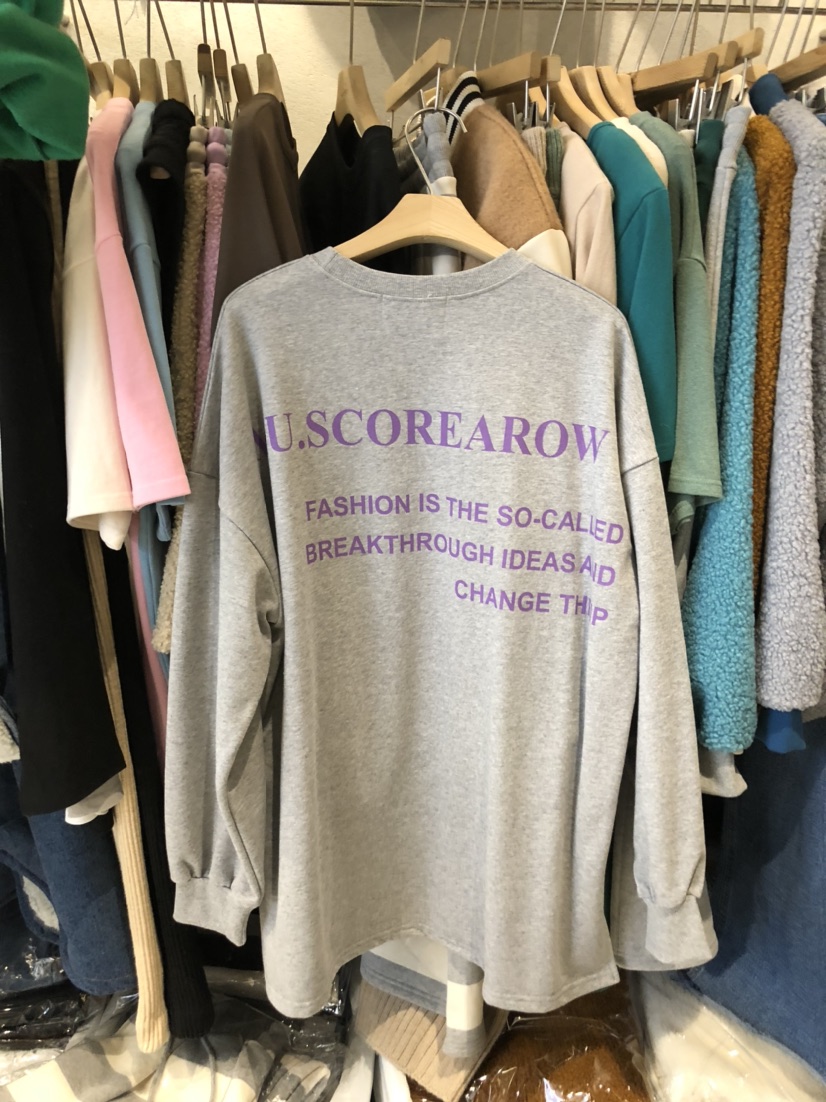 U.SCOREAROW
FASHION IS THE SO-CALLED
BREAKTHROUGH IDEAS AND
CHANGE